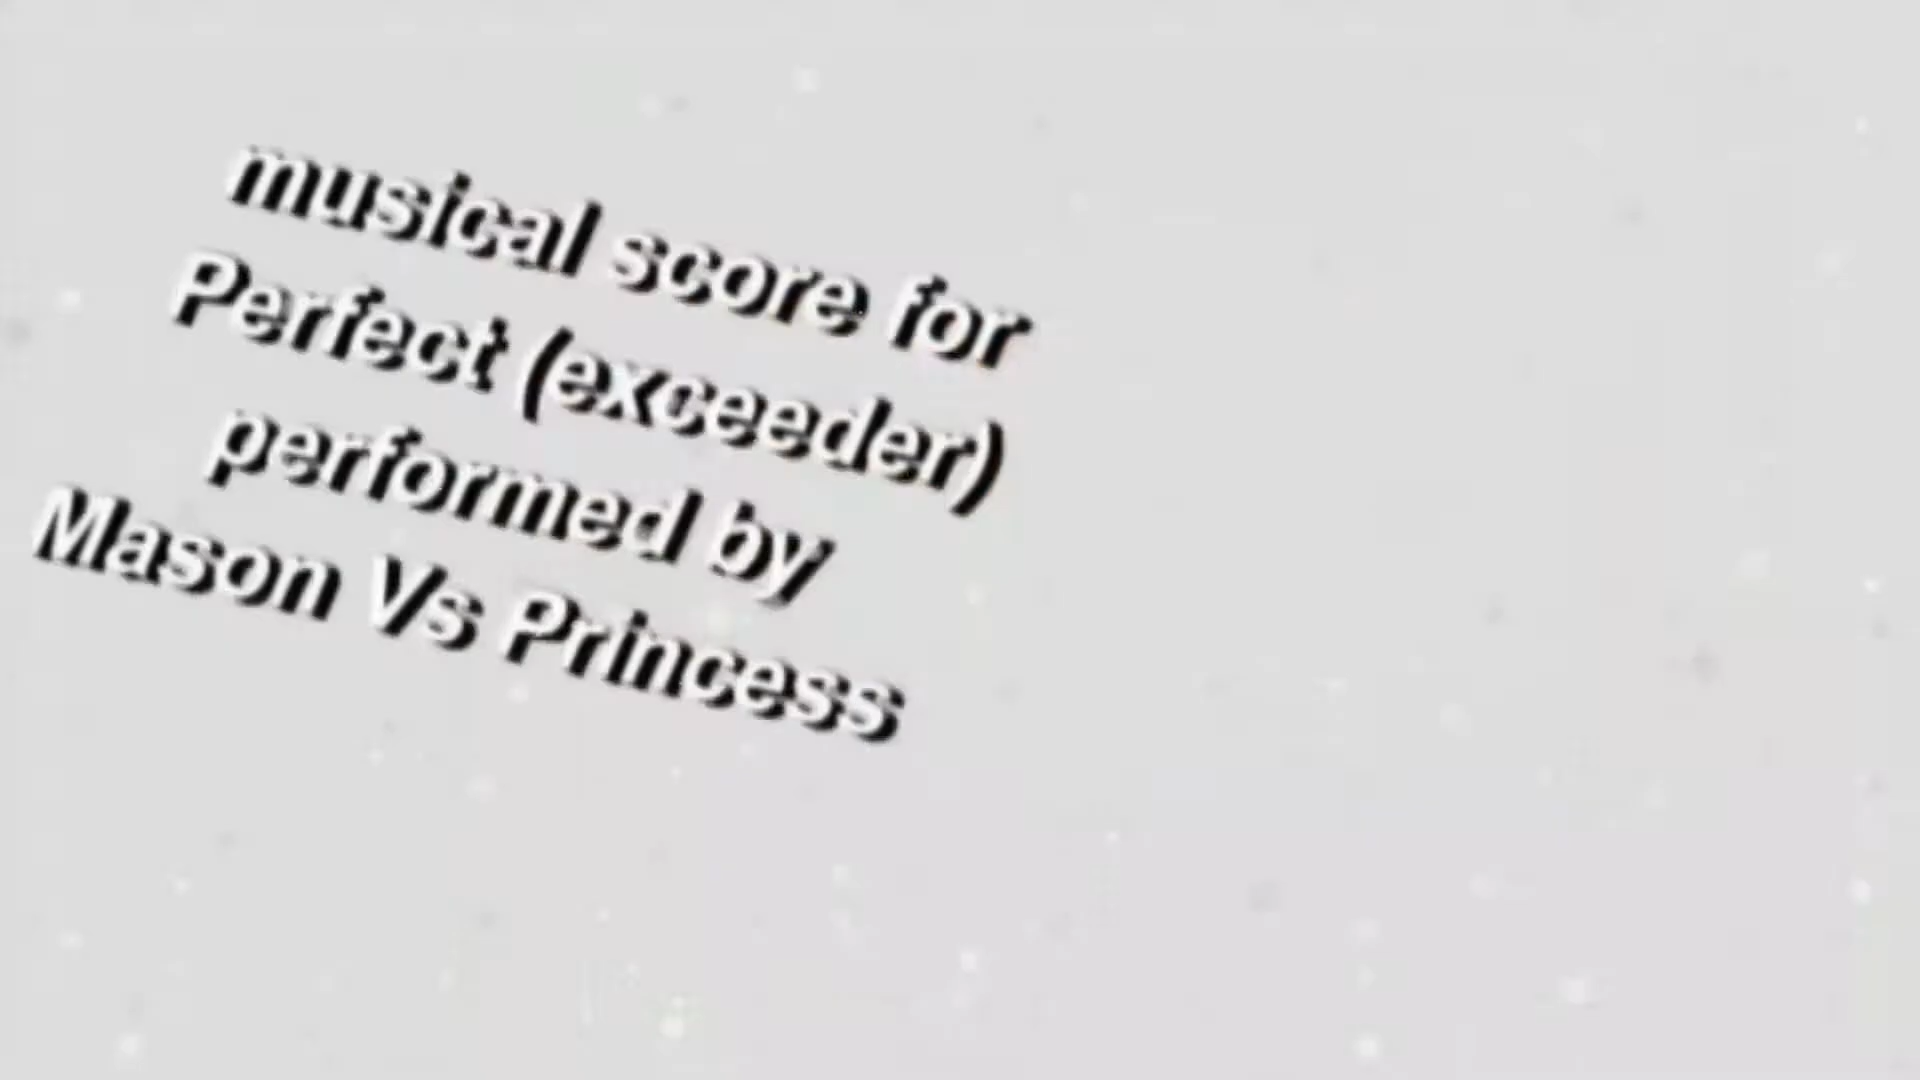 musical score for
Perfect (exceeder)
performed by
Mason Vs Princess